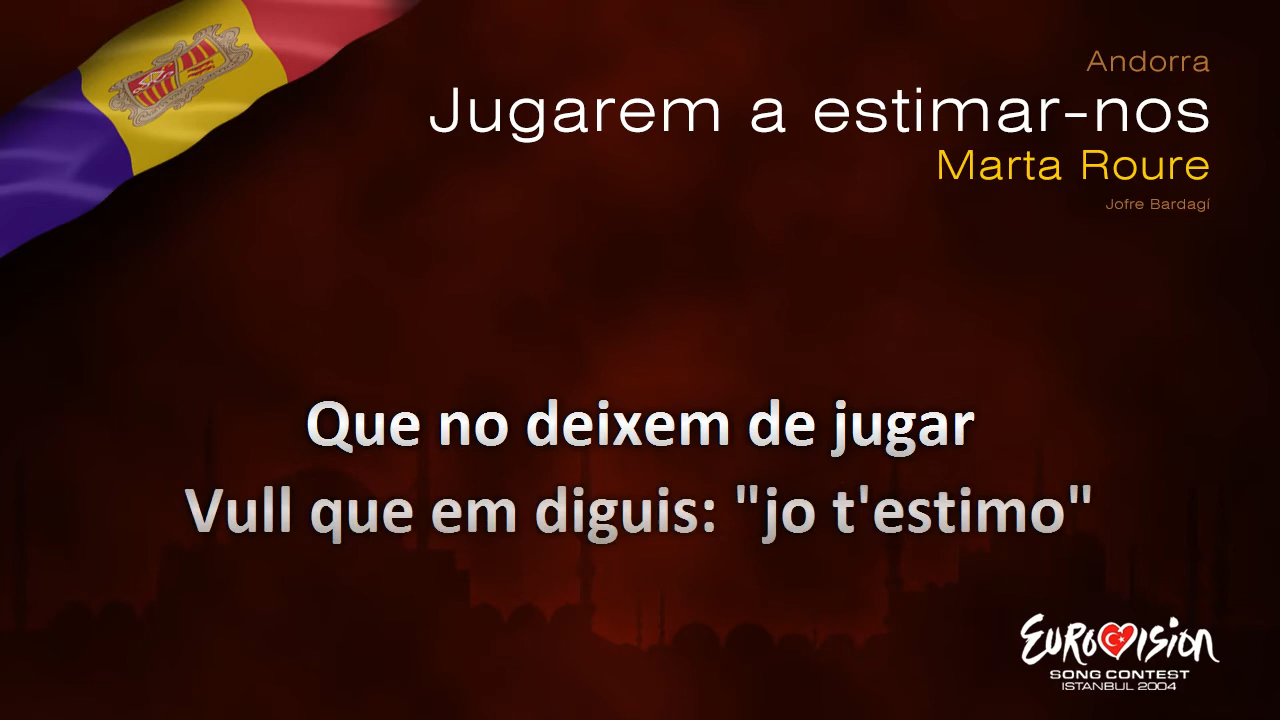 Andorra
Jugarem a estimar-nos
Marta Roure
Jofre Bardagí
Que no deixem de jugar
Vull que em diguis: "jo t'estimo"
EUROVISION
SONG CONTEST
ISTANBUL 2004